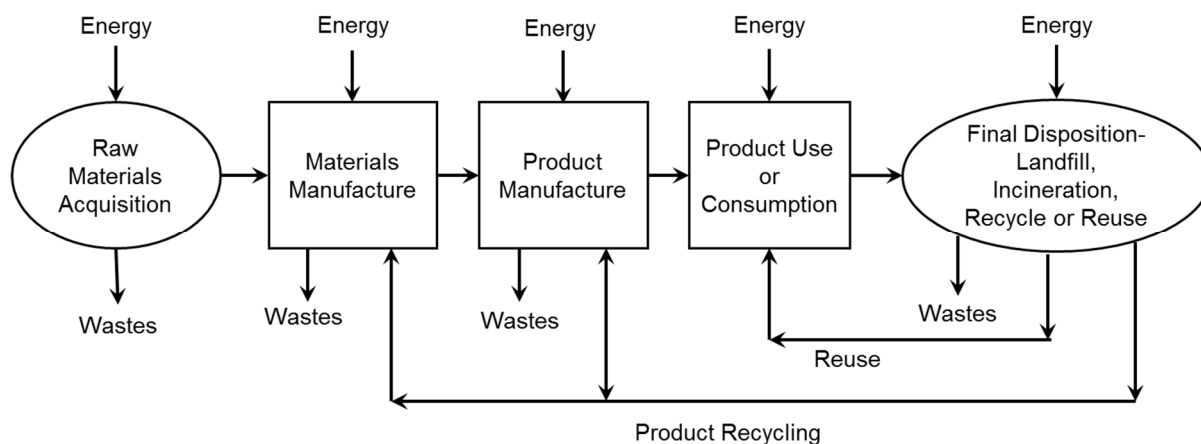 Energy
Energy
Energy
Energy
Energy
Raw
Materials
Acquisition
Materials
Manufacture
Product
Manufacture
Product Use
or
Consumption
Final Disposition-
Landfill,
Incineration,
Recycle or Reuse
Wastes
Wastes
Wastes
Wastes
Reuse
Product Recycling